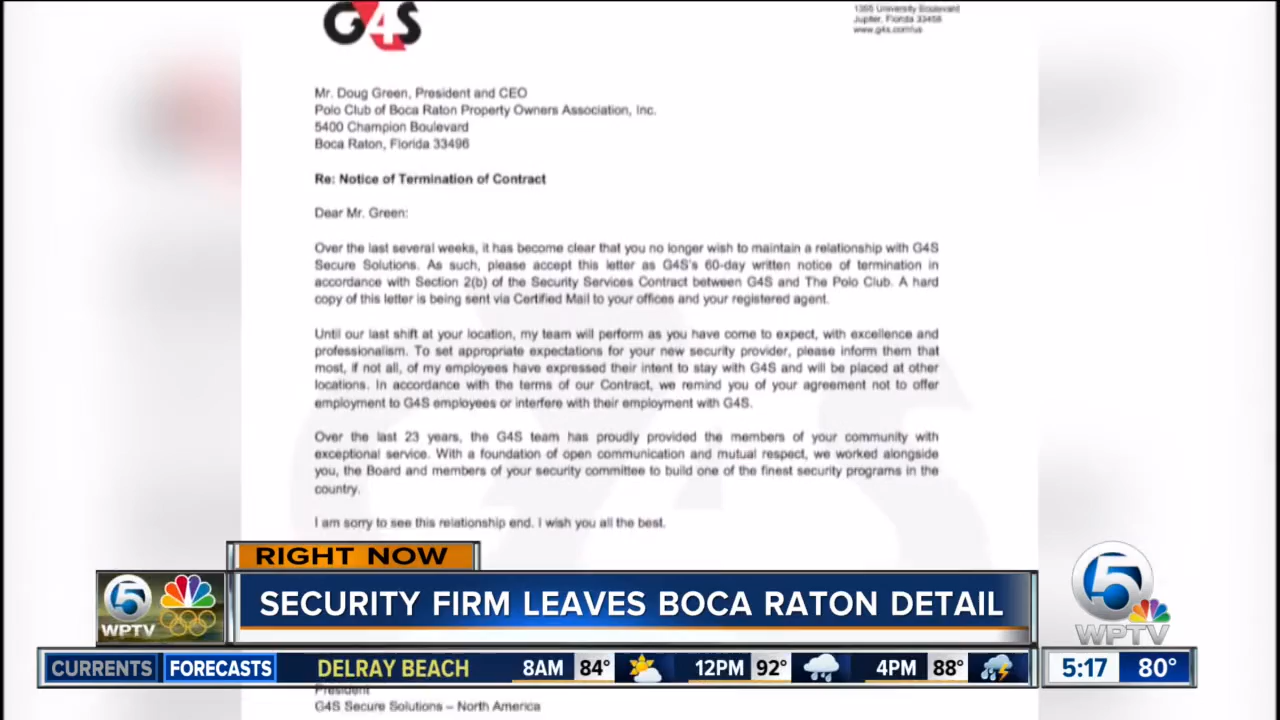 G4S
1395 University Boulevard
Jupiter, Florida 33458
www.g4s.com/us
Mr. Doug Green, President and CEO
Polo Club of Boca Raton Property Owners Association, Inc.
5400 Champion Boulevard
Boca Raton, Florida 33496
Re: Notice of Termination of Contract
Dear Mr. Green:
Over the last several weeks, it has become clear that you no longer wish to maintain a relationship with G4S
Secure Solutions. As such, please accept this letter as G4S's 60-day written notice of termination in
accordance with Section 2(b) of the Security Services Contract between G4S and The Polo Club. A hard
copy of this letter is being sent via Certified Mail to your offices and your registered agent.
Until our last shift at your location, my team will perform as you have come to expect, with excellence and
professionalism. To set appropriate expectations for your new security provider, please inform them that
most, if not all, of my employees have expressed their intent to stay with G4S and will be placed at other
locations. In accordance with the terms of our Contract, we remind you of your agreement not to offer
employment to G4S employees or interfere with their employment with G4S.
Over the last 23 years, the G4S team has proudly provided the members of your community with
exceptional service. With a foundation of open communication and mutual respect, we worked alongside
you, the Board and members of your security committee to build one of the finest security programs in the
country.
I am sorry to see this relationship end. I wish you all the best.
RIGHT NOW
5 WPTV
SECURITY FIRM LEAVES BOCA RATON DETAIL
5 WPTV
CURRENTS FORECASTS DELRAY BEACH 8AM 84° 12PM 92° 4PM 88° 5:17 80°
President
G4S Secure Solutions – North America